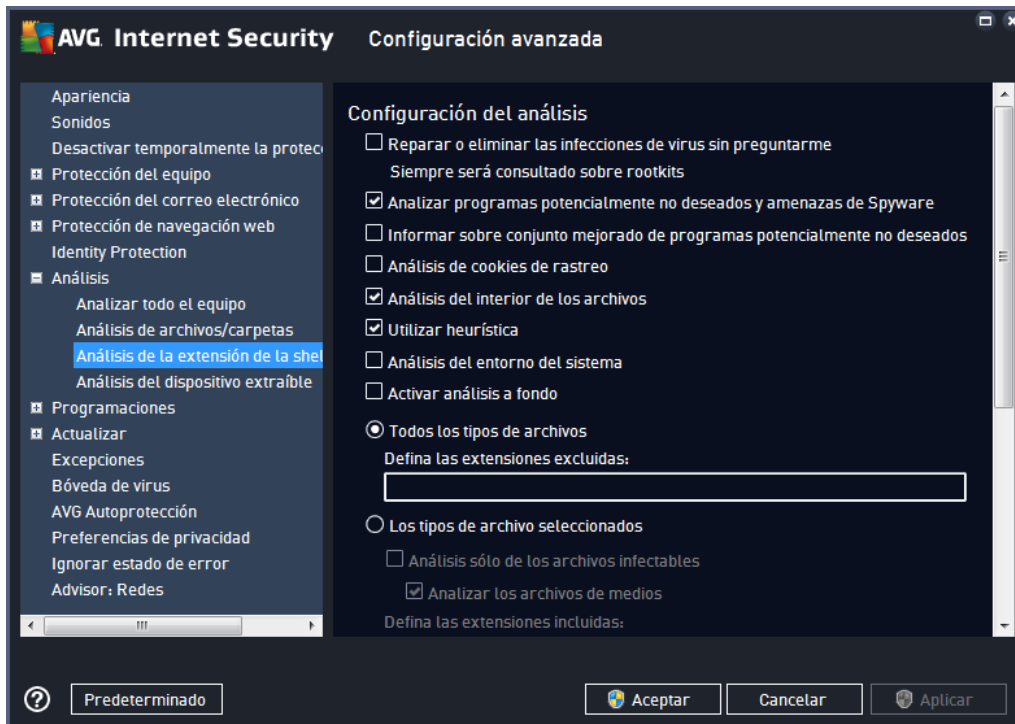 AVG Internet Security Configuración avanzada
Apariencia
Sonidos
Desactivar temporalmente la protec
Protección del equipo
Protección del correo electrónico
Protección de navegación web
Identity Protection
Análisis
Analizar todo el equipo
Análisis de archivos/carpetas
Análisis de la extensión de la shel
Análisis del dispositivo extraíble
Programaciones
Actualizar
Excepciones
Bóveda de virus
AVG Autoprotección
Preferencias de privacidad
Ignorar estado de error
Advisor: Redes
Configuración del análisis
Reparar o eliminar las infecciones de virus sin preguntarme
Siempre será consultado sobre rootkits
Analizar programas potencialmente no deseados y amenazas de Spyware
Informar sobre conjunto mejorado de programas potencialmente no deseados
Análisis de cookies de rastreo
Análisis del interior de los archivos
Utilizar heurística
Análisis del entorno del sistema
Activar análisis a fondo
Todos los tipos de archivos
Defina las extensiones excluidas:
Los tipos de archivo seleccionados
Análisis sólo de los archivos infectables
Analizar los archivos de medios
Defina las extensiones incluidas:
Predeterminado
Aceptar
Cancelar
Aplicar